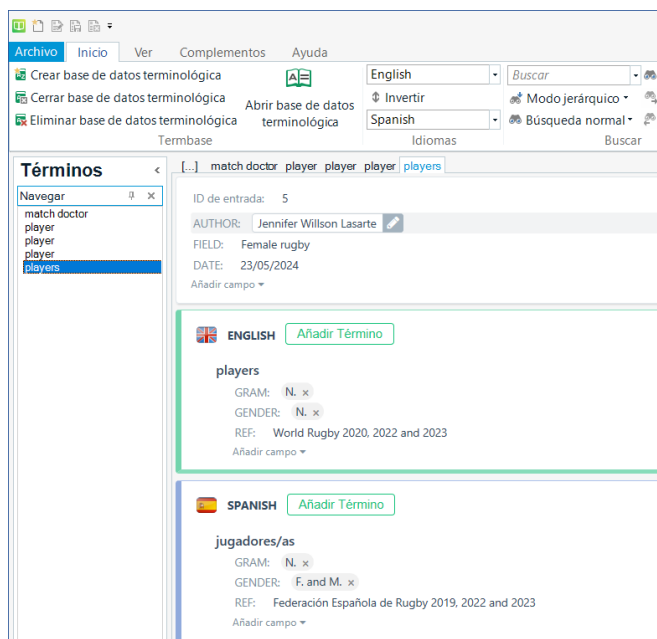 Archivo Inicio Ver Complementos Ayuda
Crear base de datos terminológica
Cerrar base de datos terminológica
Eliminar base de datos terminológica
Abrir base de datos
terminológica
Termbase
English
Invertir
Spanish
Idiomas
Buscar
Modo jerárquico
Búsqueda normal
Buscar
Términos
Navegar
match doctor
player
player
player
players
[...] match doctor player player player players
ID de entrada: 5
AUTHOR: Jennifer Willson Lasarte
FIELD: Female rugby
DATE: 23/05/2024
Añadir campo
ENGLISH Añadir Término
players
GRAM: N. ×
GENDER: N. ×
REF: World Rugby 2020, 2022 and 2023
Añadir campo
SPANISH Añadir Término
jugadores/as
GRAM: N. ×
GENDER: F. and M. ×
REF: Federación Española de Rugby 2019, 2022 and 2023
Añadir campo